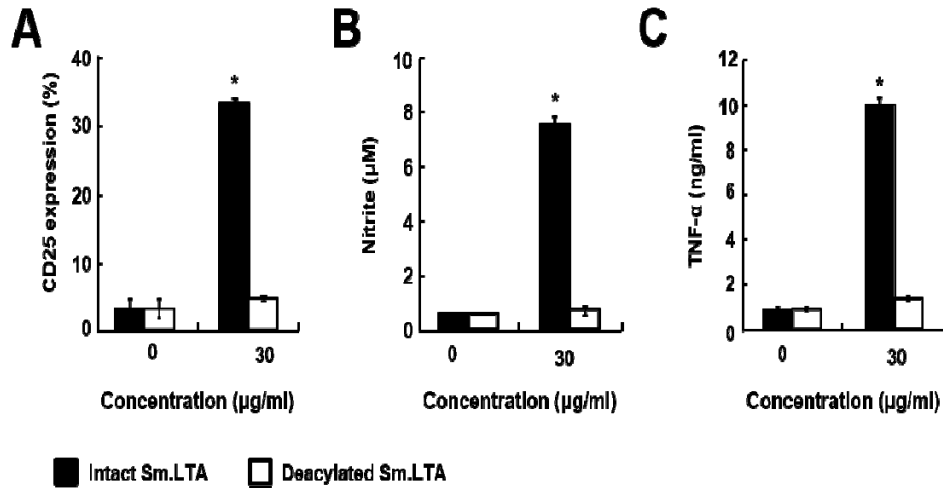 A
CD25 expression (%)
40
30
20
10
0
*
0
30
Concentration (µg/ml)
B
Nitrite (µM)
10
8
6
4
2
0
*
0
30
Concentration (µg/ml)
C
TNF-α (ng/ml)
12
10
8
6
4
2
0
*
0
30
Concentration (µg/ml)
Intact Sm.LTA
Deacylated Sm.LTA